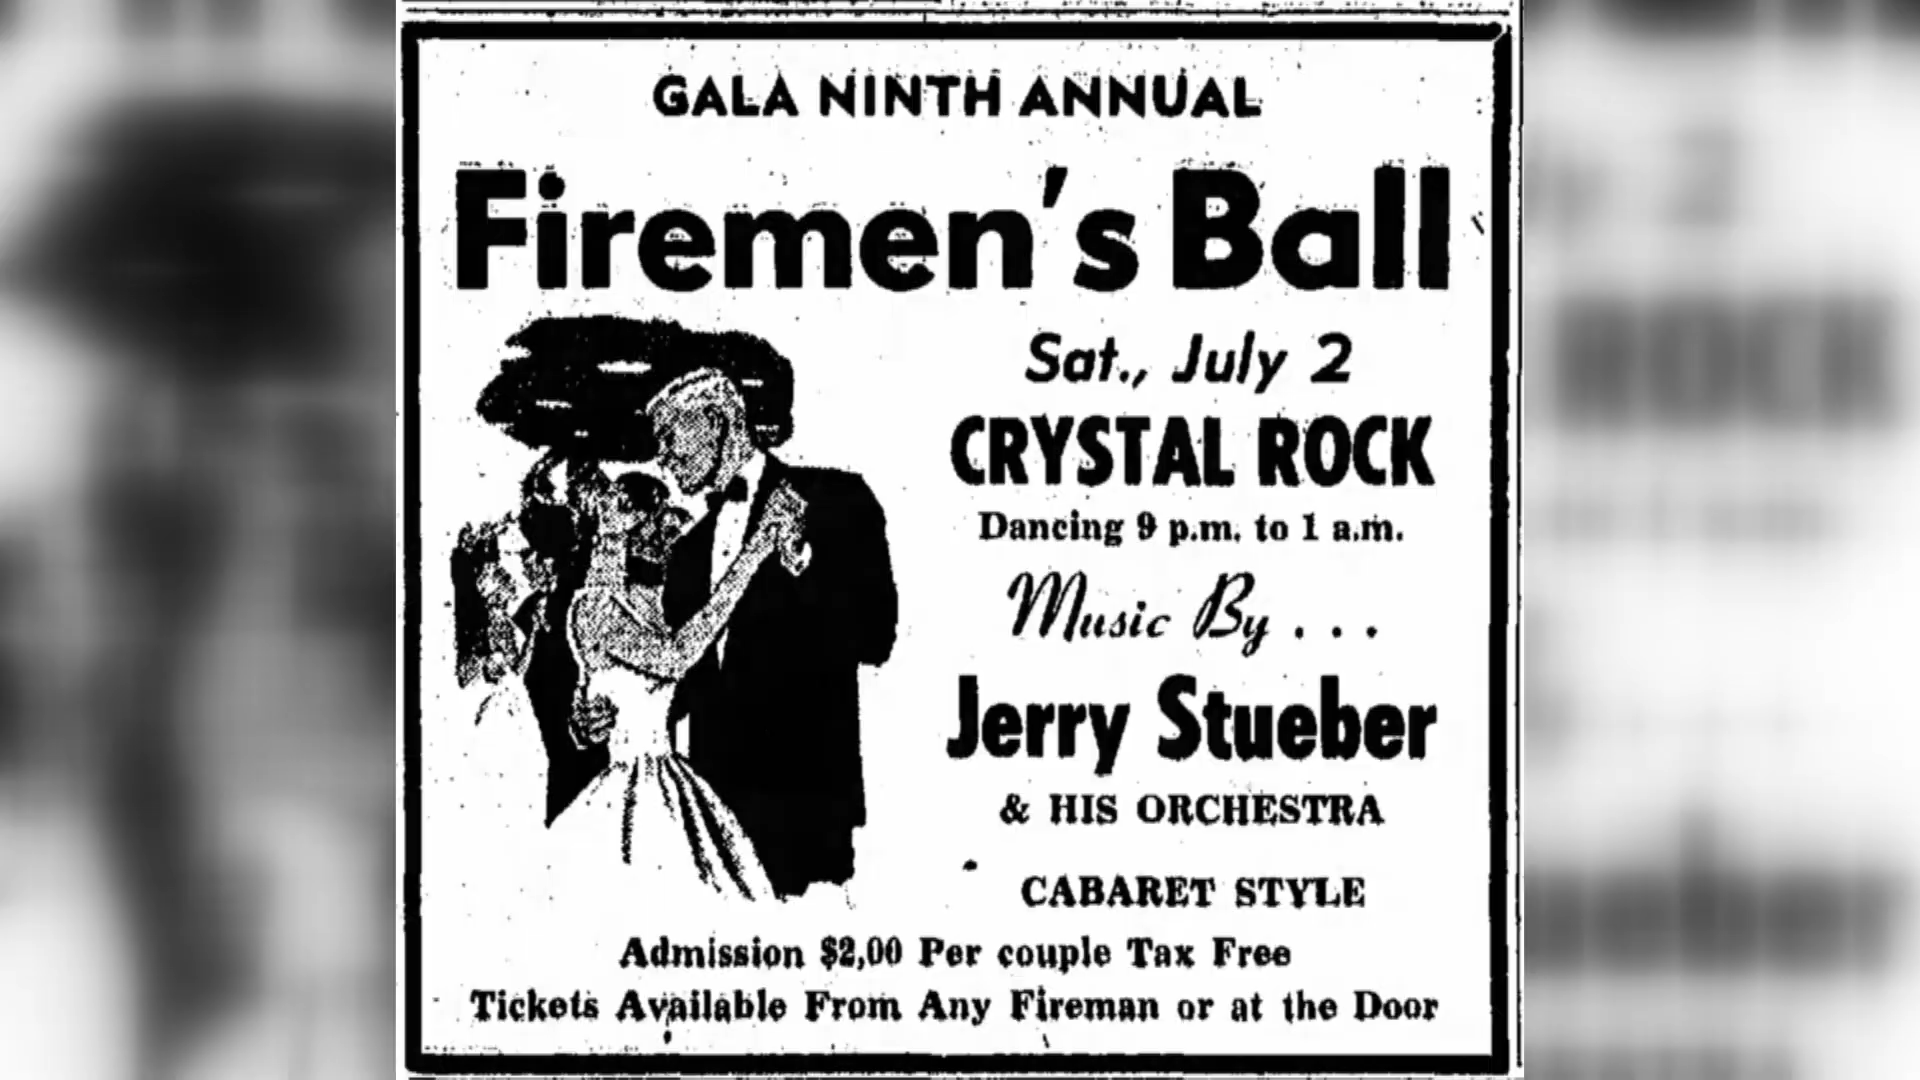 GALA NINTH ANNUAL
Firemen's Ball
Sat., July 2
CRYSTAL ROCK
Dancing 9 p.m. to 1 a.m.
Music By . . .
Jerry Stueber
& HIS ORCHESTRA
CABARET STYLE
Admission $2,00 Per couple Tax Free
Tickets Available From Any Fireman or at the Door